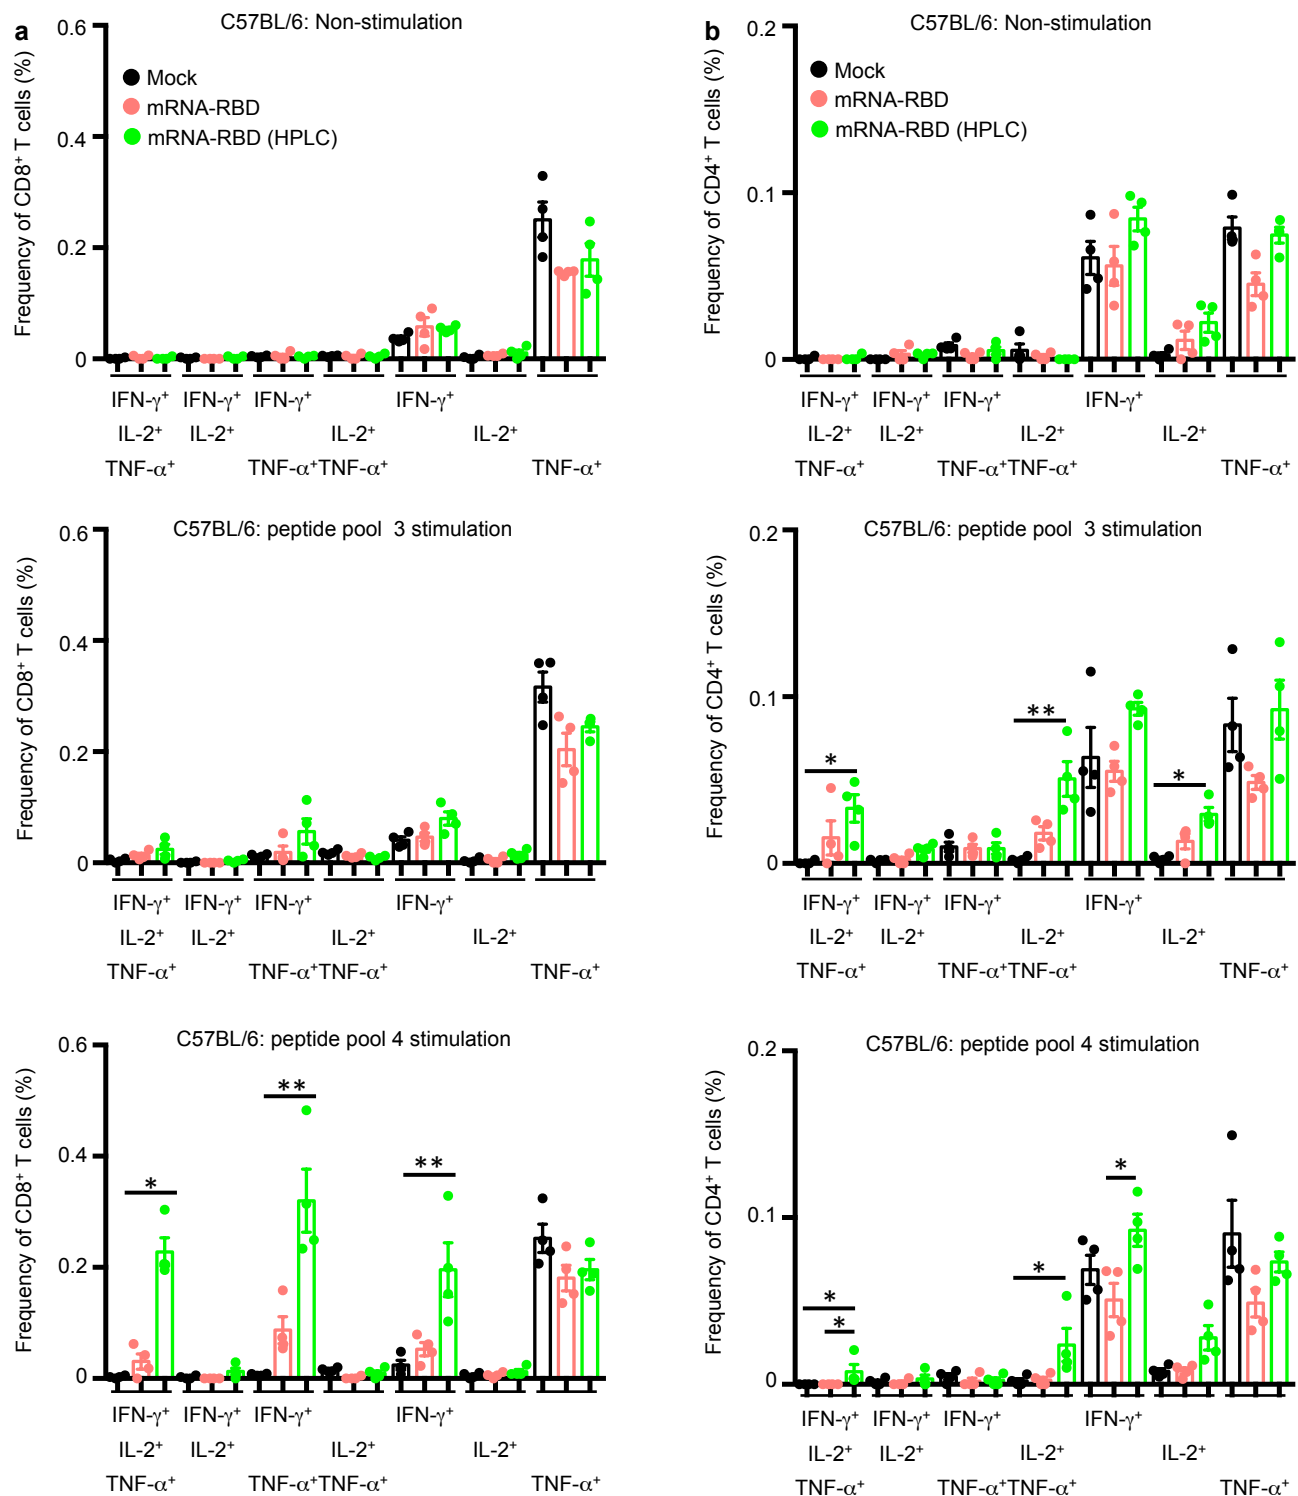 a
C57BL/6: Non-stimulation
Frequency of CD8⁺ T cells (%)
0.6
0.4
0.2
0
Mock
mRNA-RBD
mRNA-RBD (HPLC)
IFN-γ⁺ IFN-γ⁺ IFN-γ⁺ IFN-γ⁺
IL-2⁺ IL-2⁺ IL-2⁺ IL-2⁺
TNF-α⁺ TNF-α⁺ TNF-α⁺ TNF-α⁺
b
C57BL/6: Non-stimulation
Frequency of CD4⁺ T cells (%)
0.2
0.1
0
Mock
mRNA-RBD
mRNA-RBD (HPLC)
IFN-γ⁺ IFN-γ⁺ IFN-γ⁺ IFN-γ⁺
IL-2⁺ IL-2⁺ IL-2⁺ IL-2⁺
TNF-α⁺ TNF-α⁺ TNF-α⁺ TNF-α⁺
C57BL/6: peptide pool 3 stimulation
Frequency of CD8⁺ T cells (%)
0.6
0.4
0.2
0
IFN-γ⁺ IFN-γ⁺ IFN-γ⁺ IFN-γ⁺
IL-2⁺ IL-2⁺ IL-2⁺ IL-2⁺
TNF-α⁺ TNF-α⁺ TNF-α⁺ TNF-α⁺
C57BL/6: peptide pool 3 stimulation
Frequency of CD4⁺ T cells (%)
0.2
0.1
0
* ** *
IFN-γ⁺ IFN-γ⁺ IFN-γ⁺ IFN-γ⁺
IL-2⁺ IL-2⁺ IL-2⁺ IL-2⁺
TNF-α⁺ TNF-α⁺ TNF-α⁺ TNF-α⁺
C57BL/6: peptide pool 4 stimulation
Frequency of CD8⁺ T cells (%)
0.6
0.4
0.2
0
* ** **
IFN-γ⁺ IFN-γ⁺ IFN-γ⁺ IFN-γ⁺
IL-2⁺ IL-2⁺ IL-2⁺ IL-2⁺
TNF-α⁺ TNF-α⁺ TNF-α⁺ TNF-α⁺
C57BL/6: peptide pool 4 stimulation
Frequency of CD4⁺ T cells (%)
0.2
0.1
0
* * * *
IFN-γ⁺ IFN-γ⁺ IFN-γ⁺ IFN-γ⁺
IL-2⁺ IL-2⁺ IL-2⁺ IL-2⁺
TNF-α⁺ TNF-α⁺ TNF-α⁺ TNF-α⁺